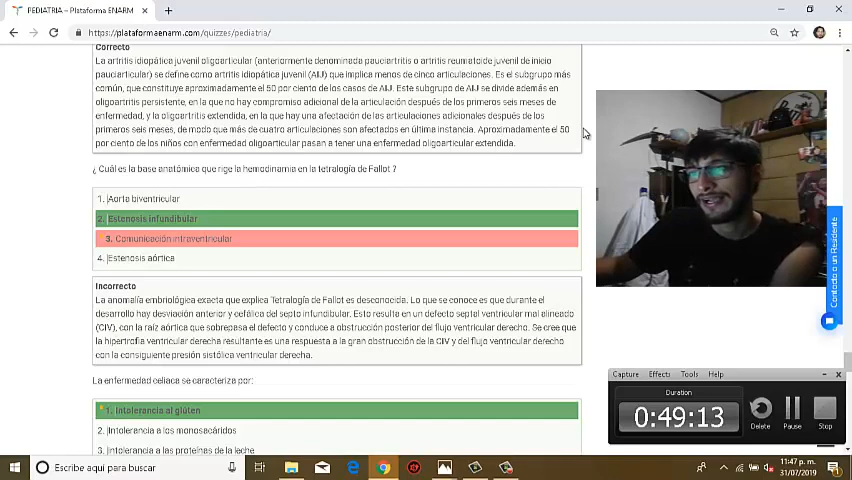 PEDIATRIA – Plataforma ENARM
https://plataformaenarm.com/quizzes/pediatria/
Correcto
La artritis idiopática juvenil oligoarticular (anteriormente denominada pauciartritis o artritis reumatoide juvenil de inicio
pauciarticular) se define como artritis idiopática juvenil (AIJ) que implica menos de cinco articulaciones. Es el subgrupo más
común, que constituye aproximadamente el 50 por ciento de los casos de AIJ. Este subgrupo de AIJ se divide además en
oligoartritis persistente, en la que no hay compromiso adicional de la articulación después de los primeros seis meses de
enfermedad, y la oligoartritis extendida, en la que hay una afectación de las articulaciones adicionales después de los
primeros seis meses, de modo que más de cuatro articulaciones son afectados en última instancia. Aproximadamente el 50
por ciento de los niños con enfermedad oligoarticular pasan a tener una enfermedad oligoarticular extendida.
¿ Cuál es la base anatómica que rige la hemodinamia en la tetralogía de Fallot ?
1. Aorta biventricular
2. Estenosis infundibular
3. Comunicación intraventricular
4. Estenosis aórtica
Incorrecto
La anomalía embriológica exacta que explica Tetralogía de Fallot es desconocida. Lo que se conoce es que durante el
desarrollo hay desviación anterior y cefálica del septo infundibular. Esto resulta en un defecto septal ventricular mal alineado
(CIV), con la raíz aórtica que sobrepasa el defecto y conduce a obstrucción posterior del flujo ventricular derecho. Se cree que
la hipertrofia ventricular derecha resultante es una respuesta a la gran obstrucción de la CIV y del flujo ventricular derecho
con la consiguiente presión sistólica ventricular derecha.
La enfermedad celiaca se caracteriza por:
1. Intolerancia al glúten
2. Intolerancia a los monosacáridos
3. intolerancia a las proteínas de la leche
Contacto a un Residente
Capture Effects Tools Help
Duration
0:49:13
Delete Pause Stop
Escribe aquí para buscar
11:47 p. m.
31/07/2019